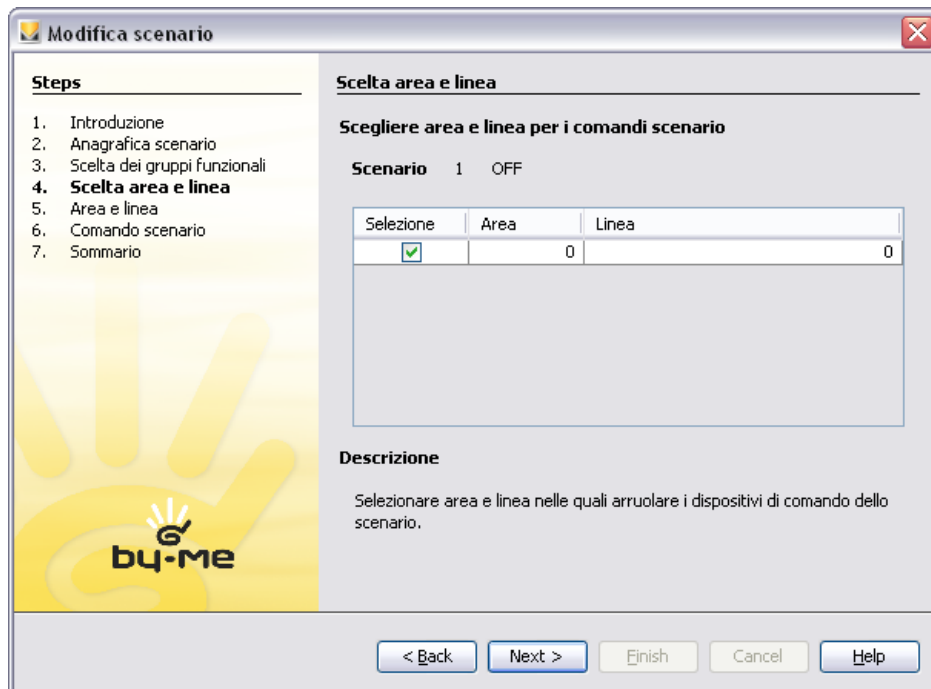 Modifica scenario
Steps
1. Introduzione
2. Anagrafica scenario
3. Scelta dei gruppi funzionali
4. Scelta area e linea
5. Area e linea
6. Comando scenario
7. Sommario
by-me
Scelta area e linea
Scegliere area e linea per i comandi scenario
Scenario 1 OFF
Selezione Area Linea
0 0
Descrizione
Selezionare area e linea nelle quali arruolare i dispositivi di comando dello
scenario.
< Back Next > Finish Cancel Help